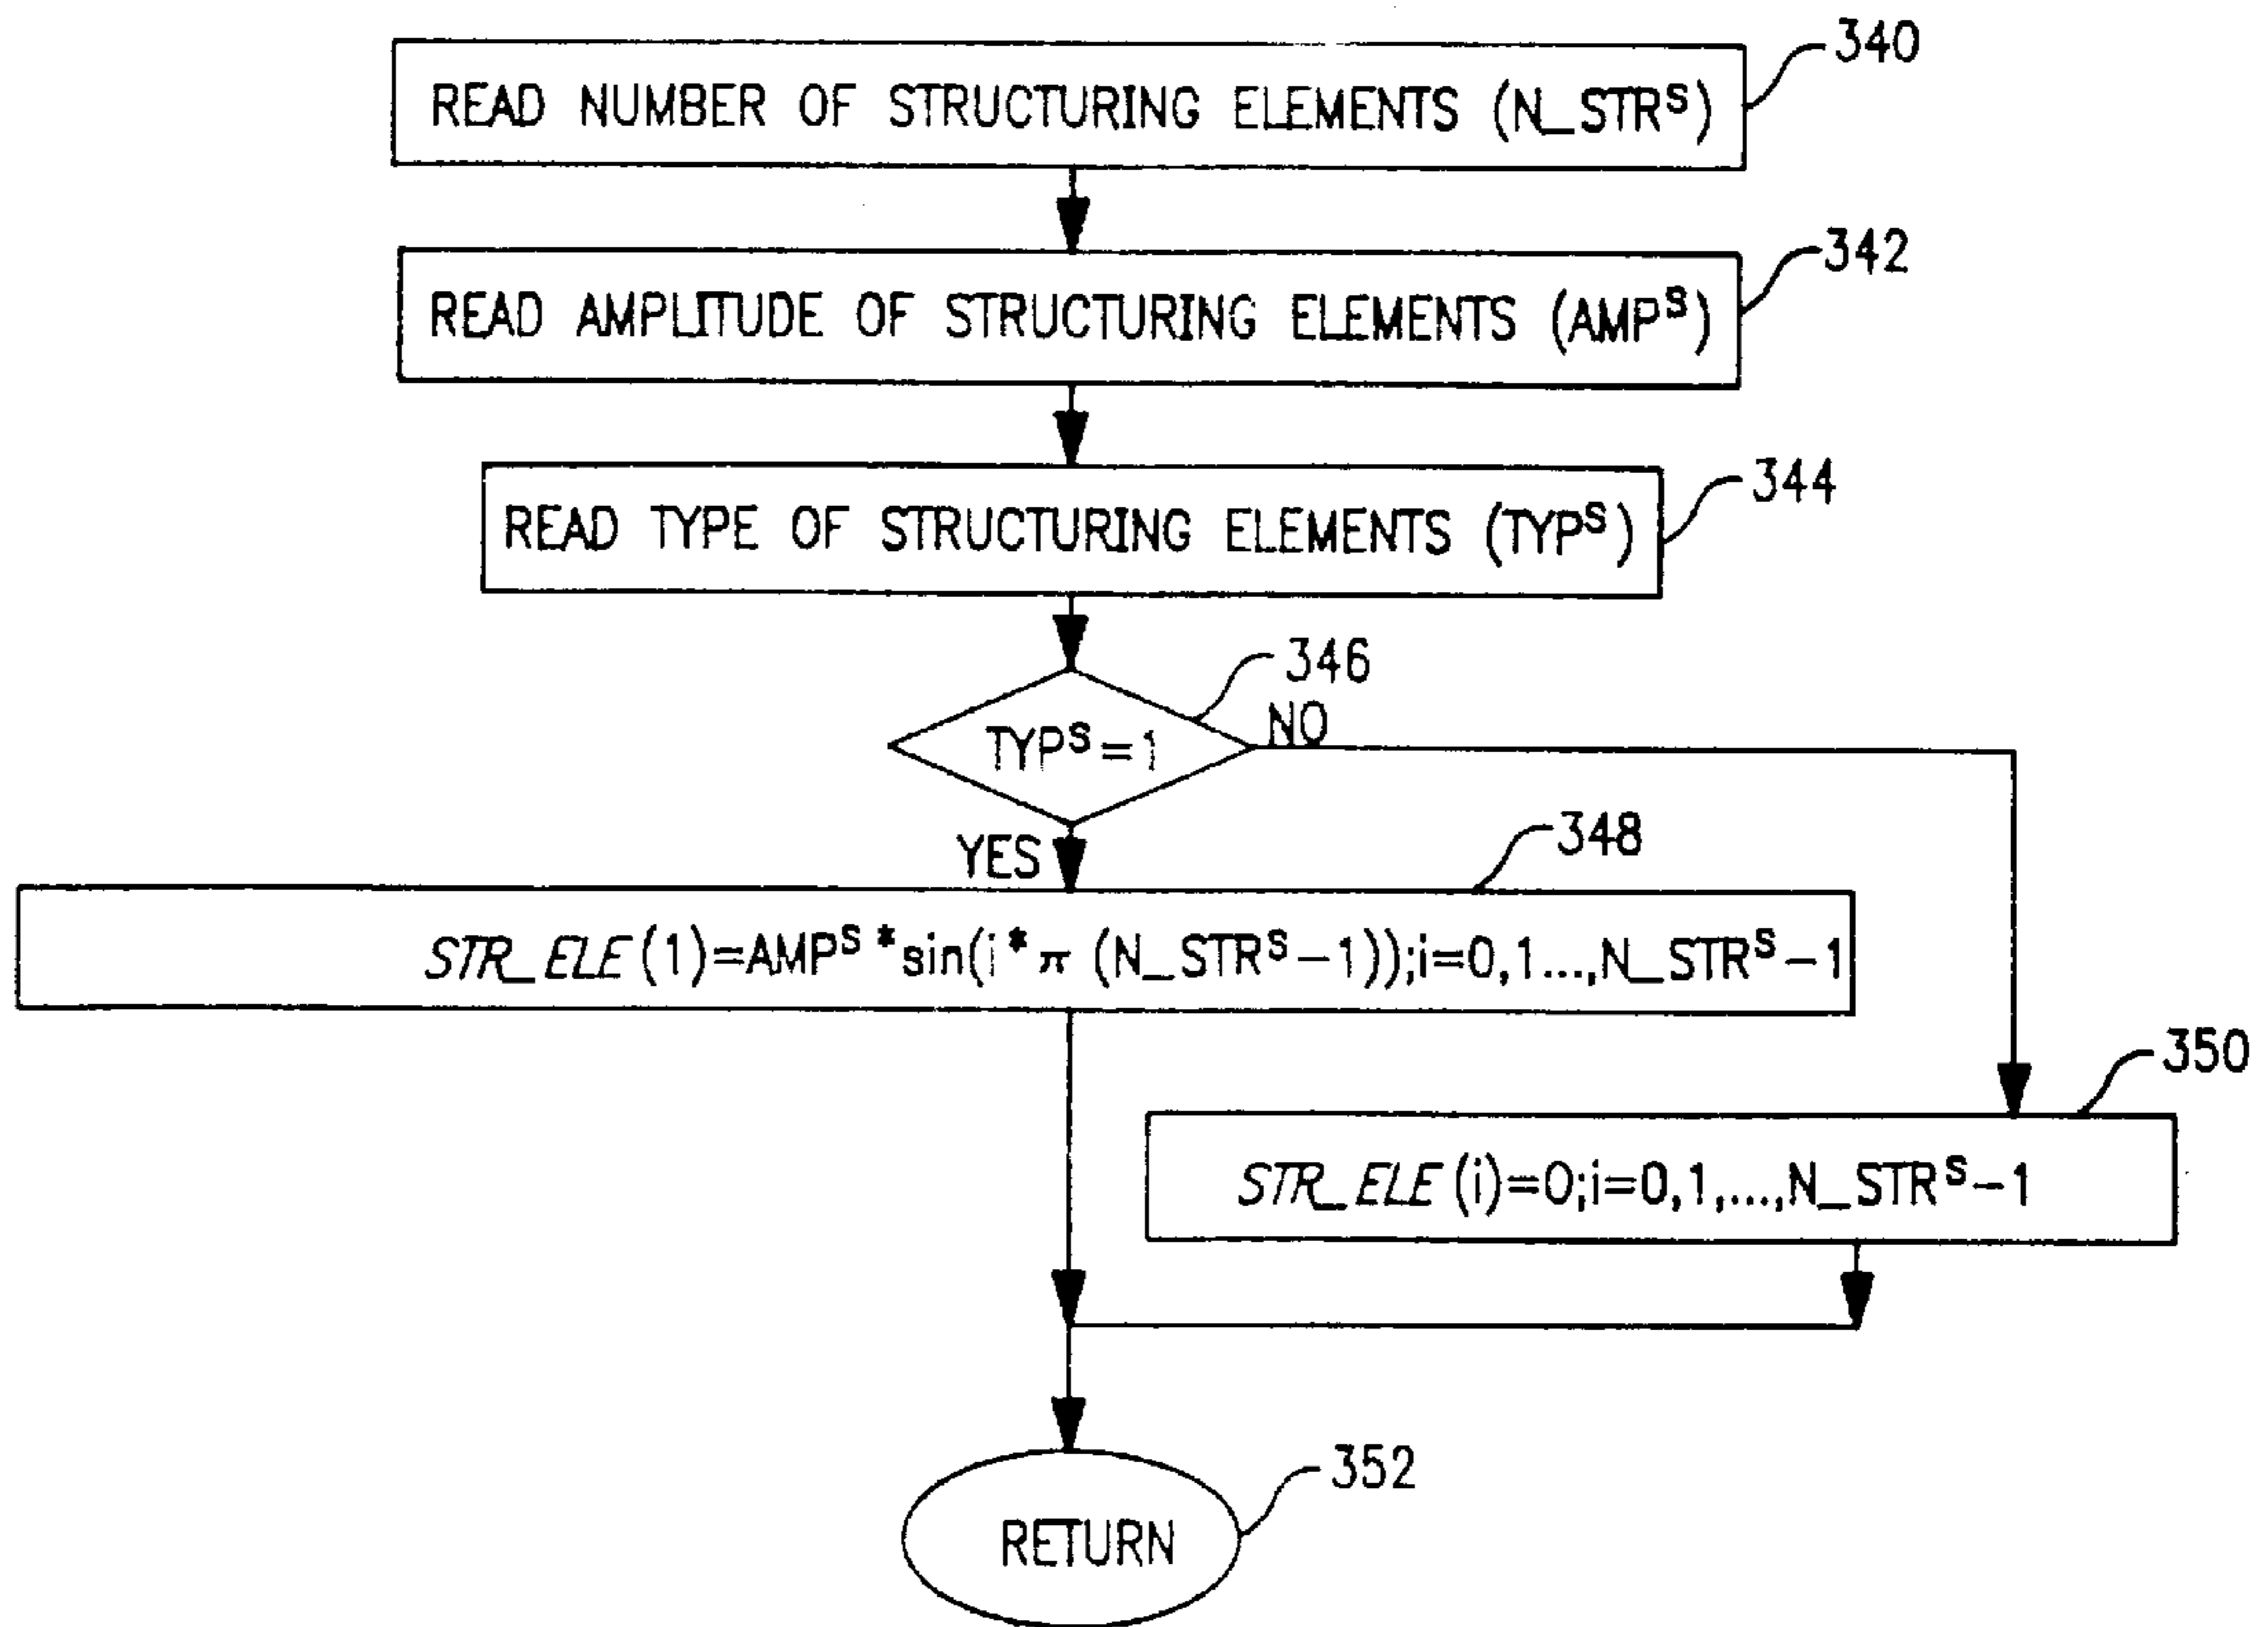 340
READ NUMBER OF STRUCTURING ELEMENTS (N_STRˢ)
342
READ AMPLITUDE OF STRUCTURING ELEMENTS (AMPˢ)
344
READ TYPE OF STRUCTURING ELEMENTS (TYPˢ)
346
TYPˢ=1
NO
YES
348
STR_ELE(1)=AMPˢ*sin(i*π (N_STRˢ-1));i=0,1...,N_STRˢ-1
350
STR_ELE(i)=0;i=0,1,...,N_STRˢ-1
352
RETURN